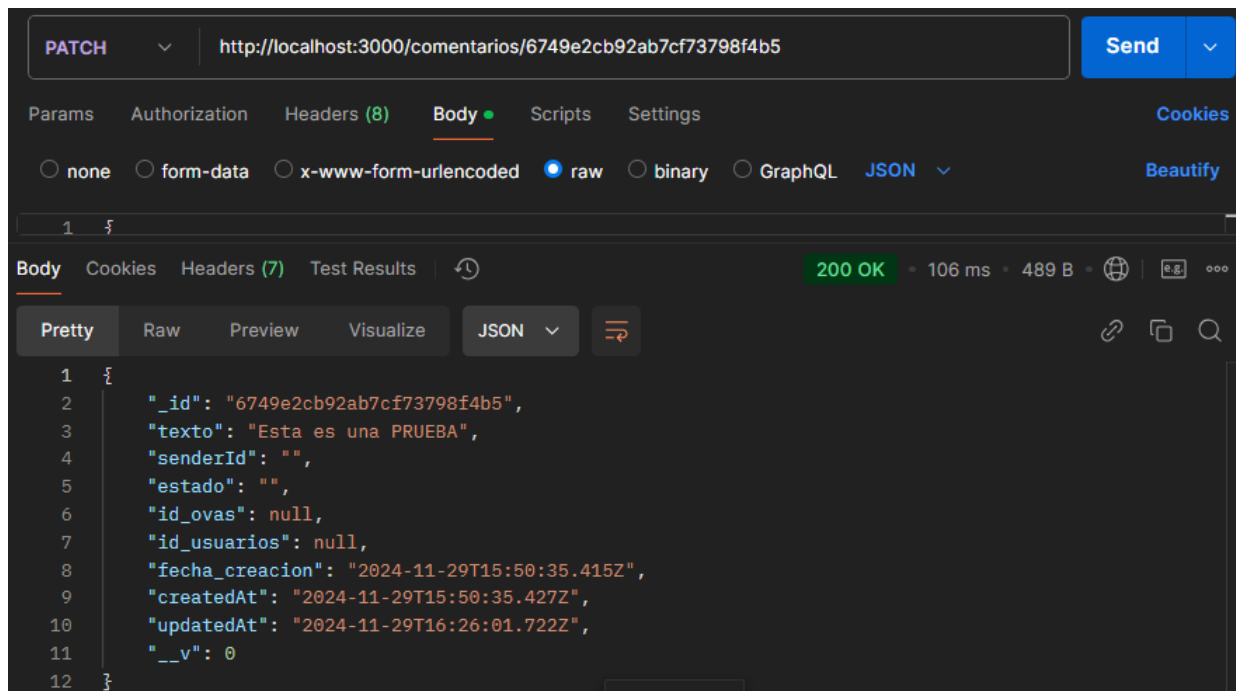 PATCH http://localhost:3000/comentarios/6749e2cb92ab7cf73798f4b5 Send
Params Authorization Headers (8) Body Scripts Settings Cookies
none form-data x-www-form-urlencoded raw binary GraphQL JSON Beautify
1 {
Body Cookies Headers (7) Test Results 200 OK • 106 ms • 489 B • e.g.
Pretty Raw Preview Visualize JSON
1 {
2 "_id": "6749e2cb92ab7cf73798f4b5",
3 "texto": "Esta es una PRUEBA",
4 "senderId": "",
5 "estado": "",
6 "id_ovas": null,
7 "id_usuarios": null,
8 "fecha_creacion": "2024-11-29T15:50:35.415Z",
9 "createdAt": "2024-11-29T15:50:35.427Z",
10 "updatedAt": "2024-11-29T16:26:01.722Z",
11 "__v": 0
12 }